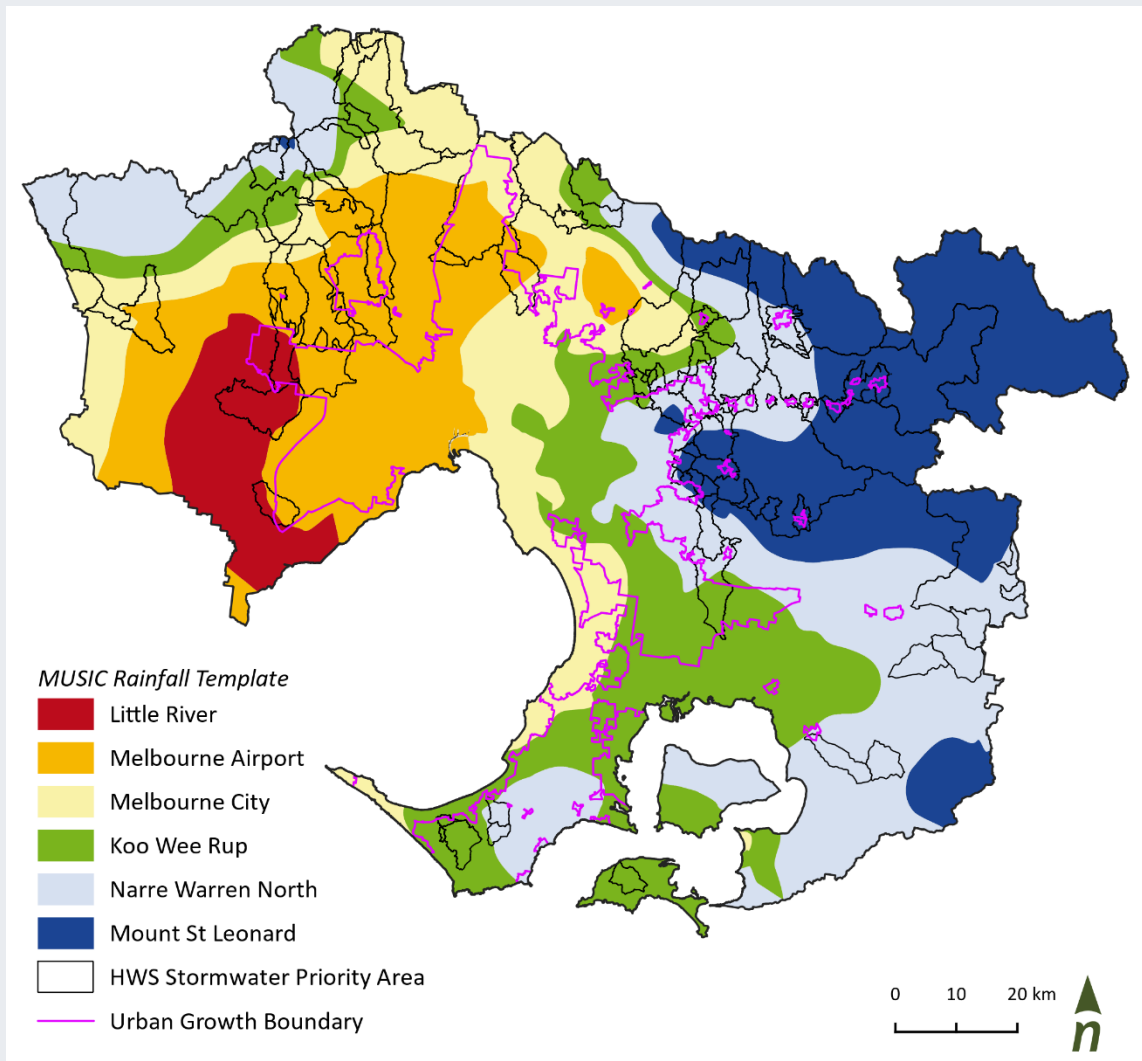 MUSIC Rainfall Template
Little River
Melbourne Airport
Melbourne City
Koo Wee Rup
Narre Warren North
Mount St Leonard
HWS Stormwater Priority Area
Urban Growth Boundary
0 10 20 km
n